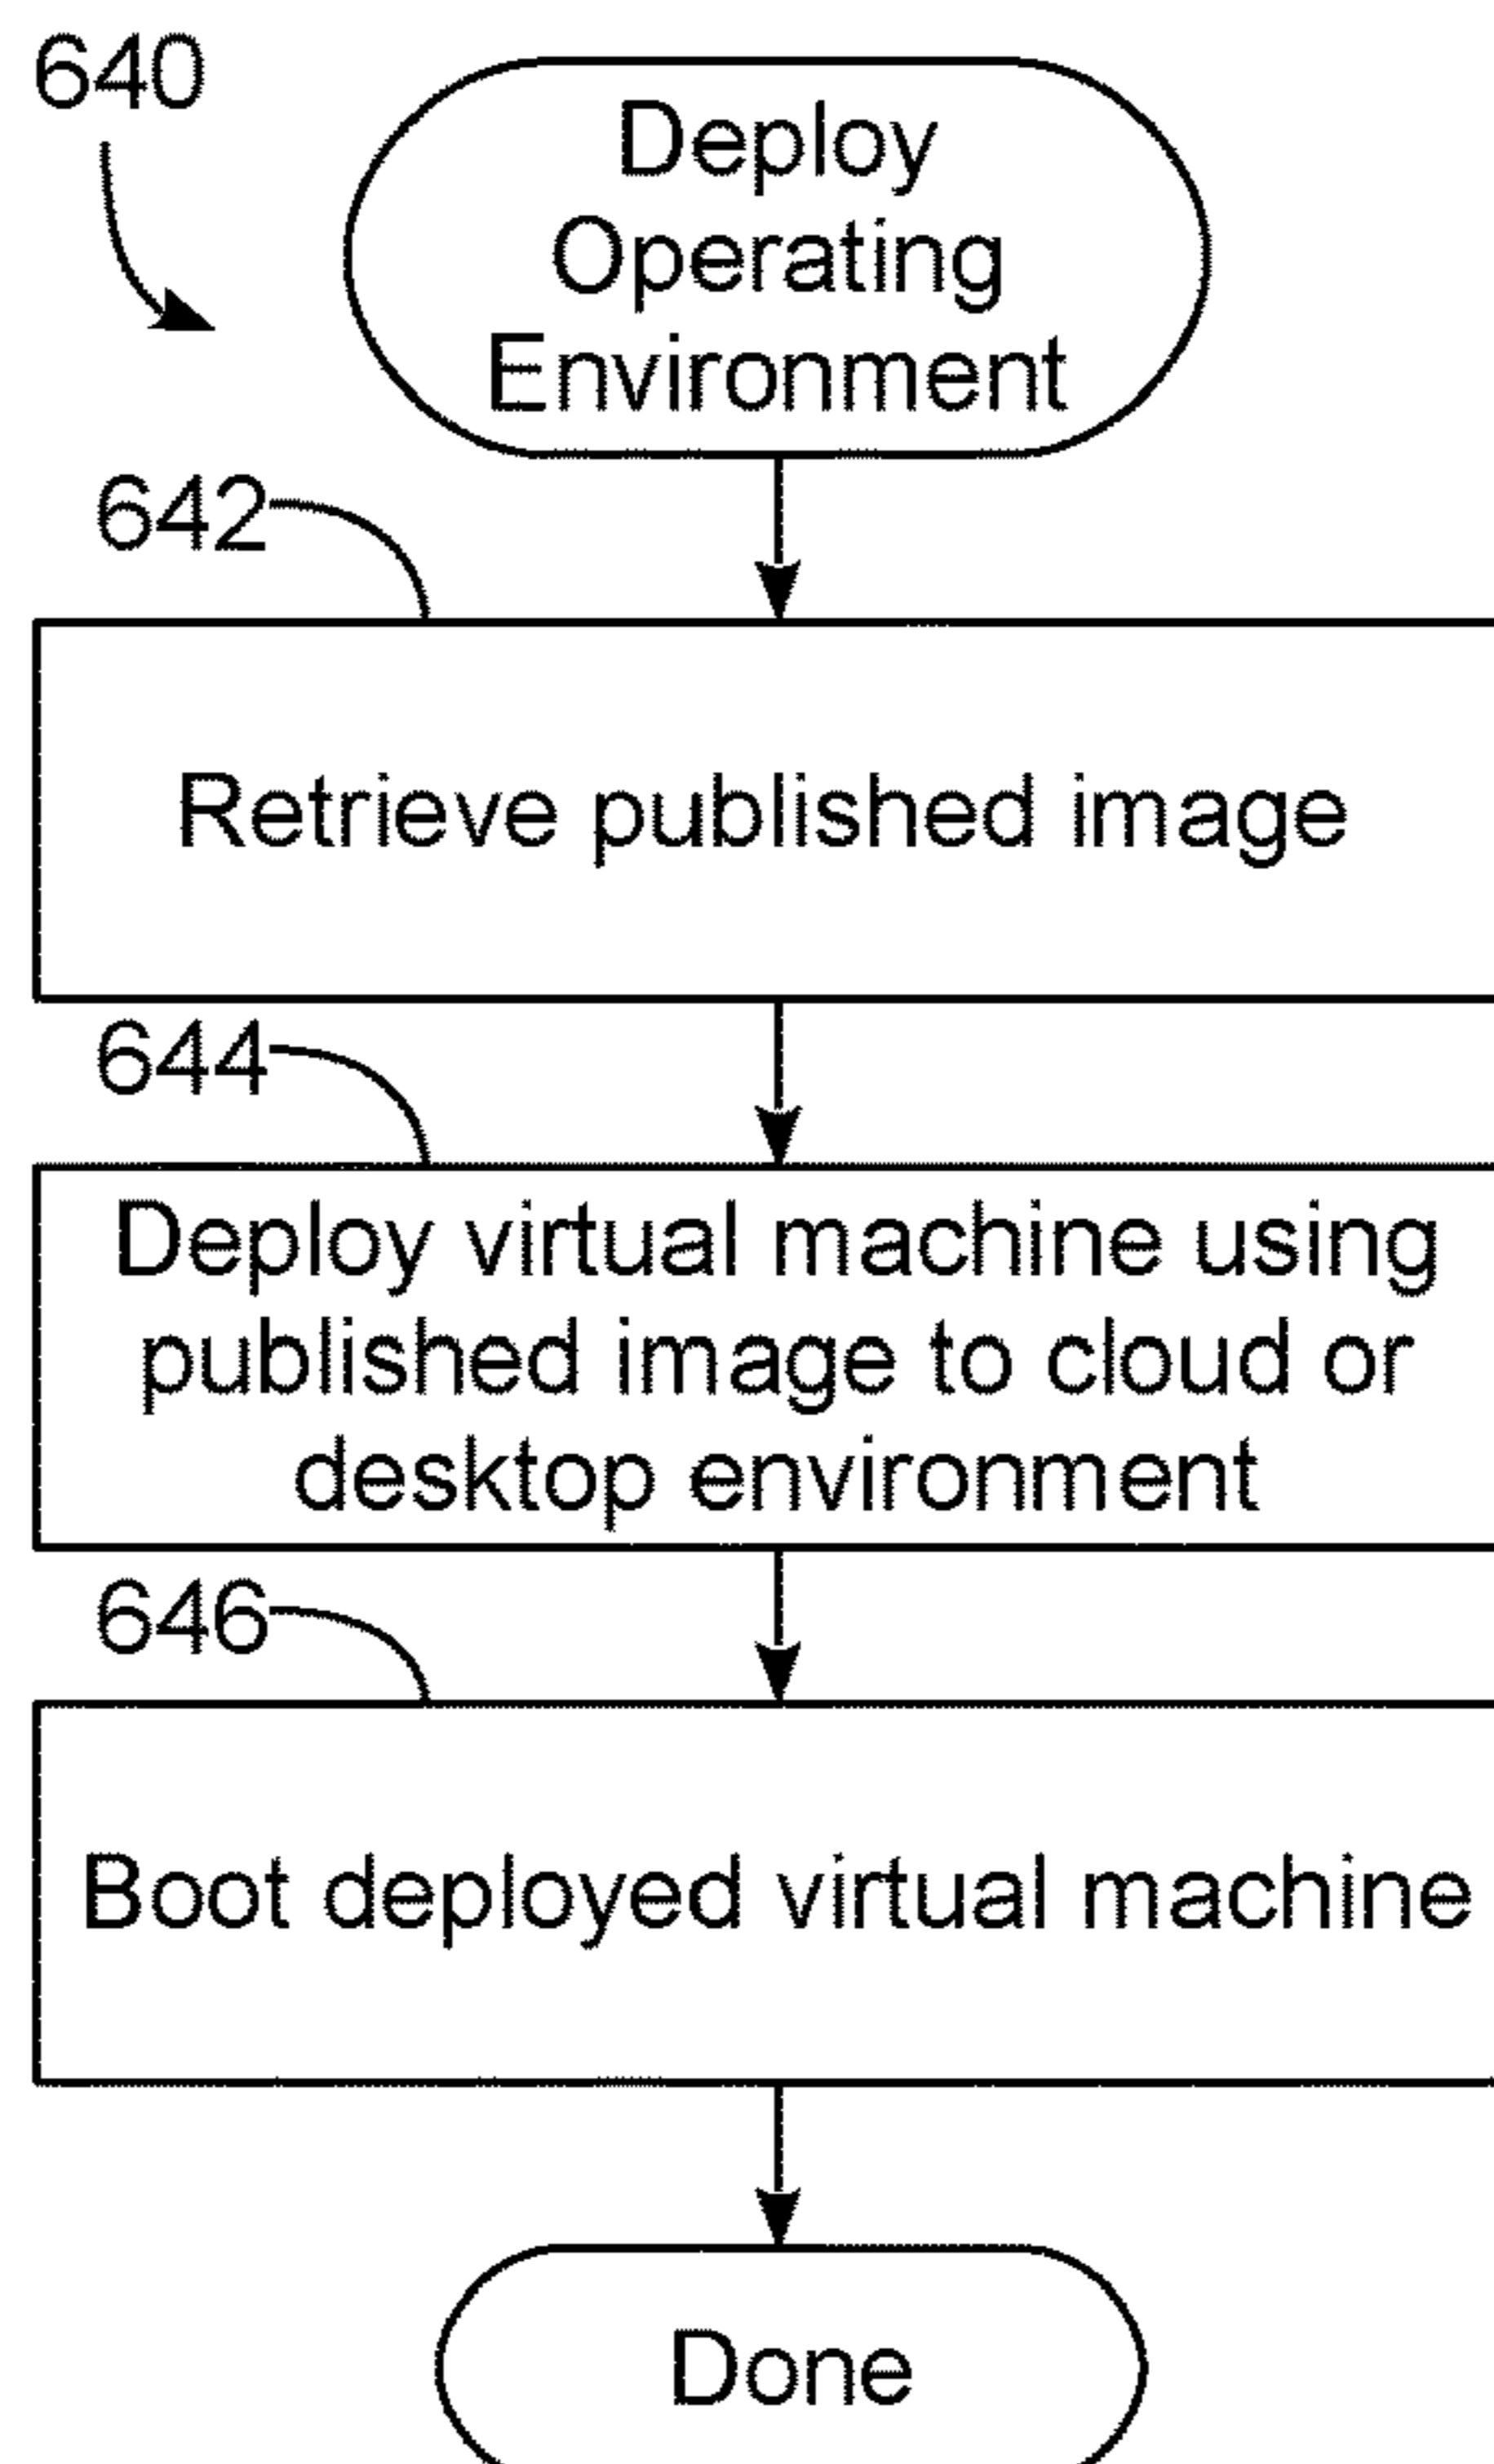 640
Deploy
Operating
Environment
642
Retrieve published image
644
Deploy virtual machine using
published image to cloud or
desktop environment
646
Boot deployed virtual machine
Done